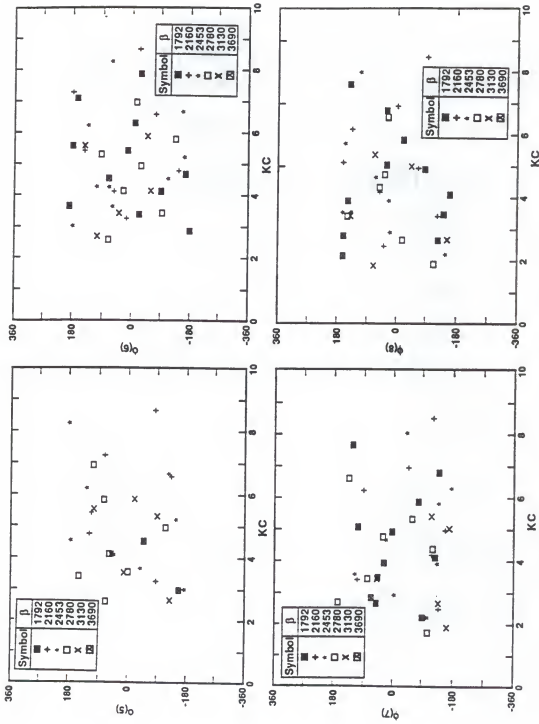 360
180
0
-180
-360
ϕ(5)
0 2 4 6 8 10
KC
Symbol β
■ 1792
+ 2160
* 2453
□ 2780
× 3130
⊠ 3690
360
180
0
-180
-360
ϕ(6)
0 2 4 6 8 10
KC
Symbol β
■ 1792
+ 2160
* 2453
□ 2780
× 3130
⊠ 3690
360
180
0
-180
-360
ϕ(7)
0 2 4 6 8 10
KC
Symbol β
■ 1792
+ 2160
* 2453
□ 2780
× 3130
⊠ 3690
360
180
0
-180
-360
ϕ(8)
0 2 4 6 8 10
KC
Symbol β
■ 1792
+ 2160
* 2453
□ 2780
× 3130
⊠ 3690